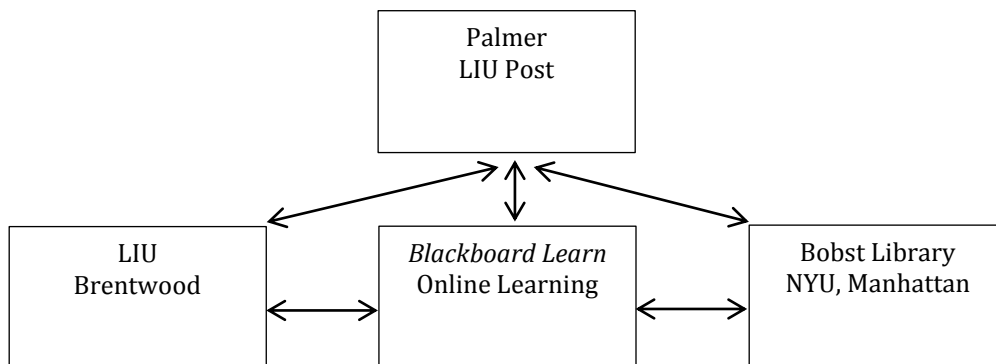 Palmer
LIU Post
LIU
Brentwood
Blackboard Learn
Online Learning
Bobst Library
NYU, Manhattan